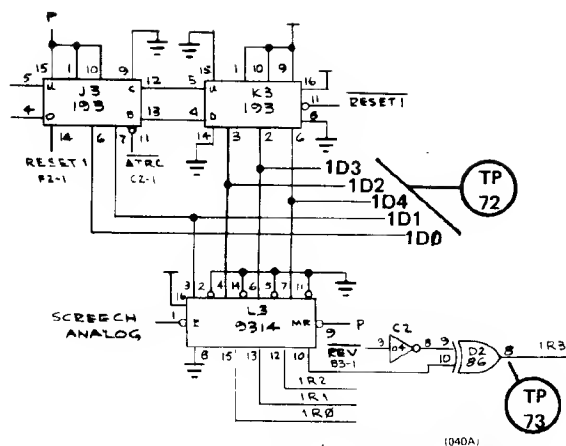 P
15 1 10 9
15 1 10 9
16
5 U J3 C 12 5 U K3
193 193
11 RESET1
4 D B 13 4 D
8
14 6 7 11
14 3 2 6
RESET1 ATRC
F2-1 C2-1
1D3
1D2
1D4
1D1
1D0
TP
72
16 3 2 4 14 6 5 7 11
SCREECH
ANALOG
1 E L3 MR P
9314 9
8 15 13 12 10
REV
B3-1
3 C2 8 9
04
10
D2
86
8
1R3
1R2
1R1
1R0
TP
73
(040A)